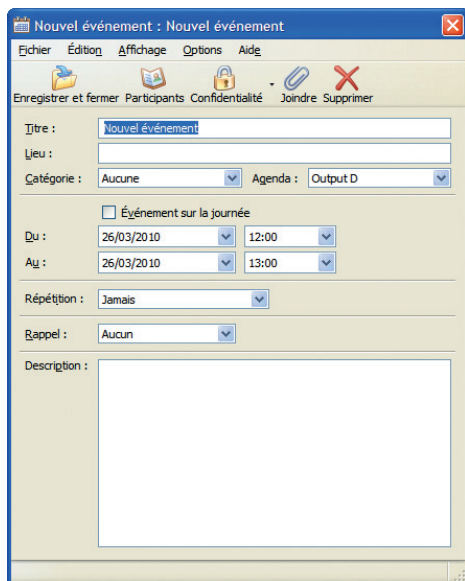 Nouvel événement : Nouvel événement
Fichier Édition Affichage Options Aide
Enregistrer et fermer Participants Confidentialité Joindre Supprimer
Titre : Nouvel événement
Lieu :
Catégorie : Aucune Agenda : Output D
Événement sur la journée
Du : 26/03/2010 12:00
Au : 26/03/2010 13:00
Répétition : Jamais
Rappel : Aucun
Description :